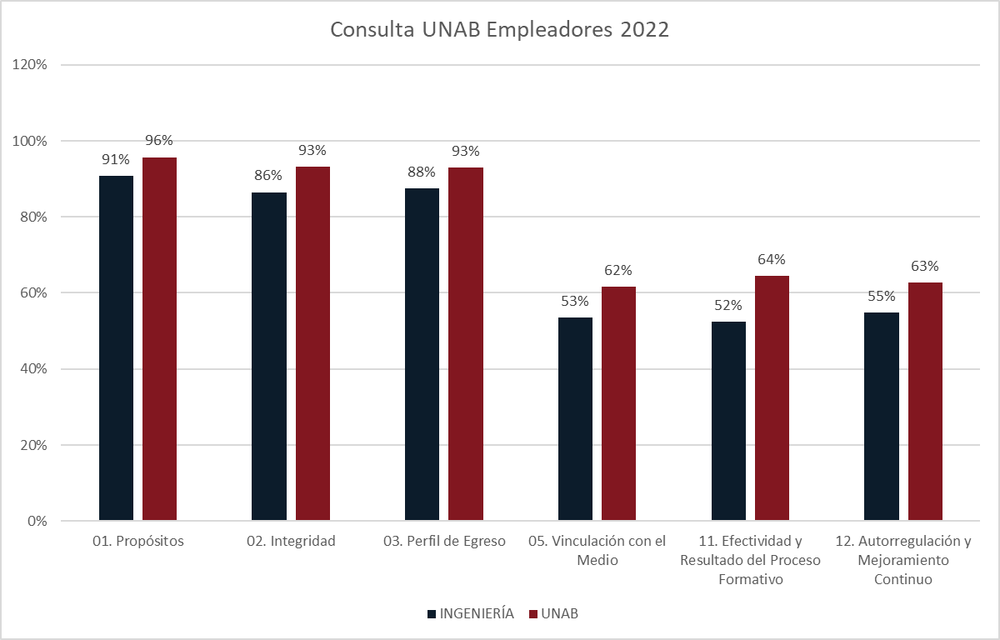 Consulta UNAB Empleadores 2022
120%
100%
80%
60%
40%
20%
0%
91%
96%
86%
93%
88%
93%
53%
62%
52%
64%
55%
63%
01. Propósitos
02. Integridad
03. Perfil de Egreso
05. Vinculación con el
Medio
11. Efectividad y
Resultado del Proceso
Formativo
12. Autorregulación y
Mejoramiento
Continuo
INGENIERÍA
UNAB